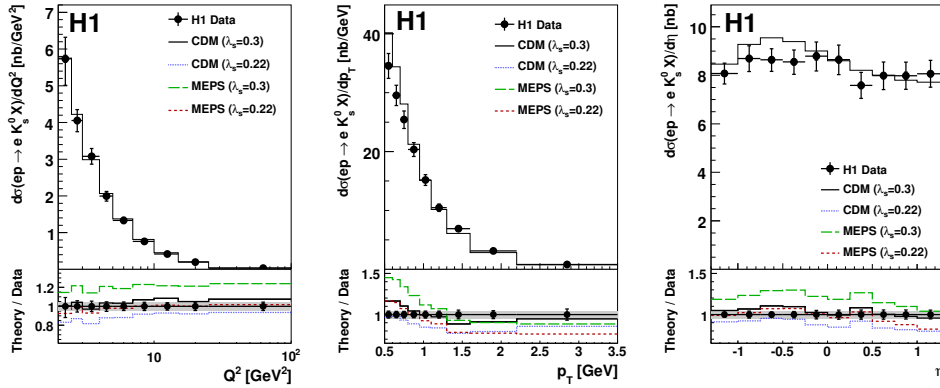 H1
dσ(ep → e K⁰ₛ X)/dQ² [nb/GeV²]
7
6
5
4
3
2
1
0
H1 Data
CDM (λₛ=0.3)
CDM (λₛ=0.22)
MEPS (λₛ=0.3)
MEPS (λₛ=0.22)
Theory / Data
1.2
1
0.8
10
10²
Q² [GeV²]
H1
dσ(ep → e K⁰ₛ X)/dp_T [nb/GeV]
40
20
H1 Data
CDM (λₛ=0.3)
CDM (λₛ=0.22)
MEPS (λₛ=0.3)
MEPS (λₛ=0.22)
Theory / Data
1.5
1
0.5 1 1.5 2 2.5 3 3.5
p_T [GeV]
H1
dσ(ep → e K⁰ₛ X)/dη [nb]
10
8
6
4
2
0
H1 Data
CDM (λₛ=0.3)
CDM (λₛ=0.22)
MEPS (λₛ=0.3)
MEPS (λₛ=0.22)
Theory / Data
1.5
1
-1 -0.5 0 0.5 1